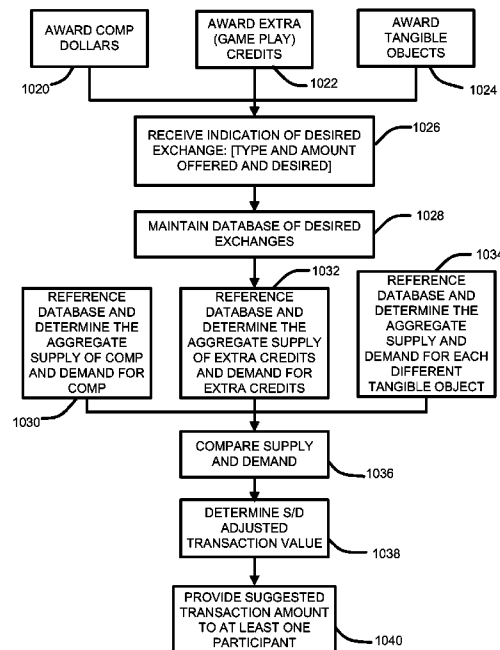 AWARD COMP
DOLLARS
1020
AWARD EXTRA
(GAME PLAY)
CREDITS
1022
AWARD
TANGIBLE
OBJECTS
1024
RECEIVE INDICATION OF DESIRED
EXCHANGE: [TYPE AND AMOUNT
OFFERED AND DESIRED]
1026
MAINTAIN DATABASE OF DESIRED
EXCHANGES
1028
REFERENCE
DATABASE AND
DETERMINE THE
AGGREGATE
SUPPLY OF COMP
AND DEMAND FOR
COMP
1030
REFERENCE
DATABASE AND
DETERMINE THE
AGGREGATE SUPPLY
OF EXTRA CREDITS
AND DEMAND FOR
EXTRA CREDITS
1032
REFERENCE
DATABASE AND
DETERMINE THE
AGGREGATE
SUPPLY AND
DEMAND FOR EACH
DIFFERENT
TANGIBLE OBJECT
1034
COMPARE SUPPLY
AND DEMAND
1036
DETERMINE S/D
ADJUSTED
TRANSACTION VALUE
1038
PROVIDE SUGGESTED
TRANSACTION AMOUNT
TO AT LEAST ONE
PARTICIPANT
1040